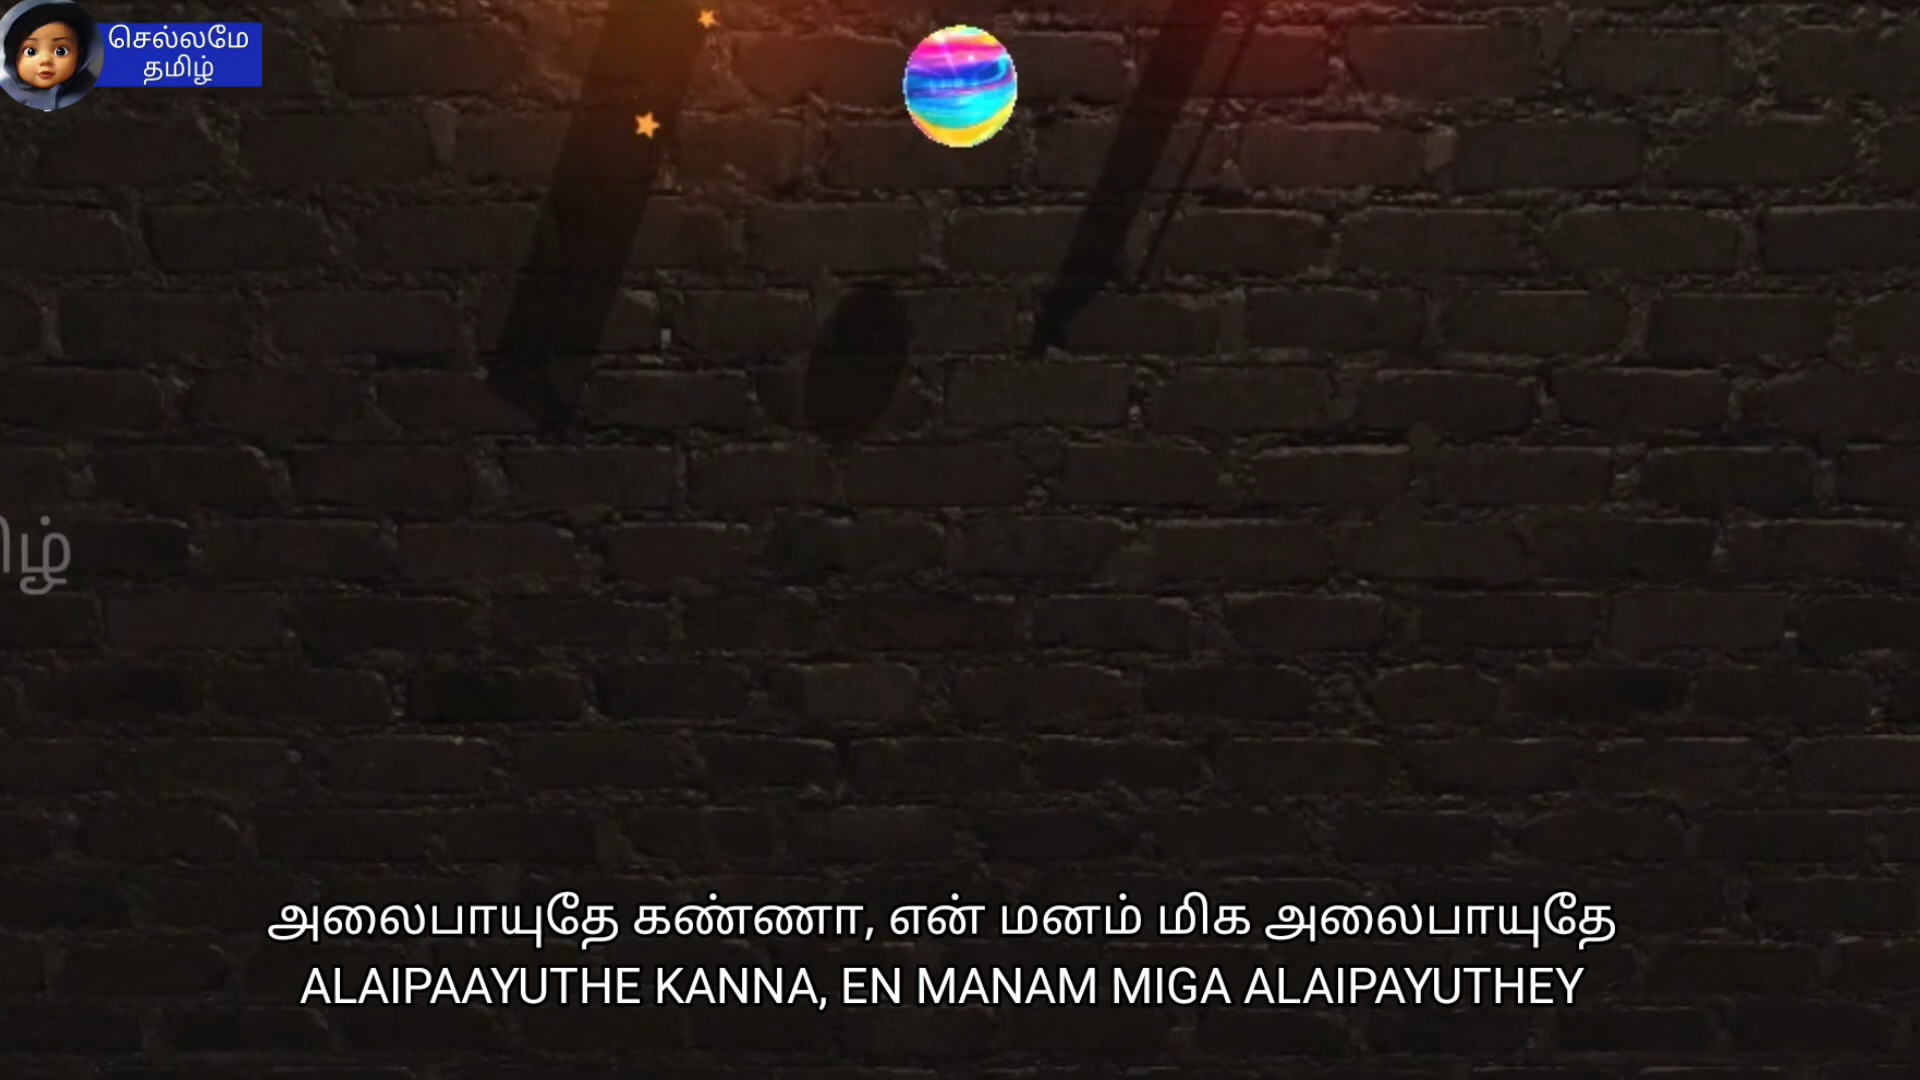 செல்லமே
தமிழ்
அலைபாயுதே கண்ணா, என் மனம் மிக அலைபாயுதே
ALAIPAAYUTHE KANNA, EN MANAM MIGA ALAIPAYUTHEY